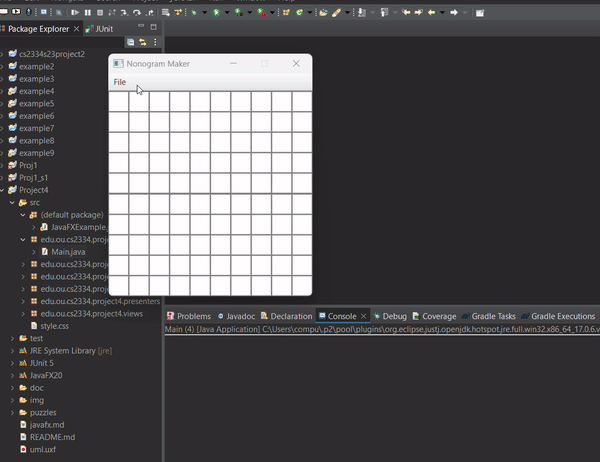 Package Explorer
JUnit
cs2334s23project2
example2
example3
example4
example5
example6
example7
example8
example9
Proj1
Proj1_s1
Project4
src
(default package)
JavaFXExample.
edu.ou.cs2334.proj
Main.java
edu.ou.cs2334.proj
edu.ou.cs2334.proj
edu.ou.cs2334.proj
edu.ou.cs2334.project4.presenters
edu.ou.cs2334.project4.views
style.css
test
JRE System Library [jre]
JUnit 5
JavaFX20
doc
img
puzzles
javafx.md
README.md
uml.uxf
Nonogram Maker
File
Problems Javadoc Declaration Console Debug Coverage Gradle Tasks Gradle Executions
Main (4) [Java Application] C:\Users\compu\.p2\pool\plugins\org.eclipse.justj.openjdk.hotspot.jre.full.win32.x86_64_17.0.6.v